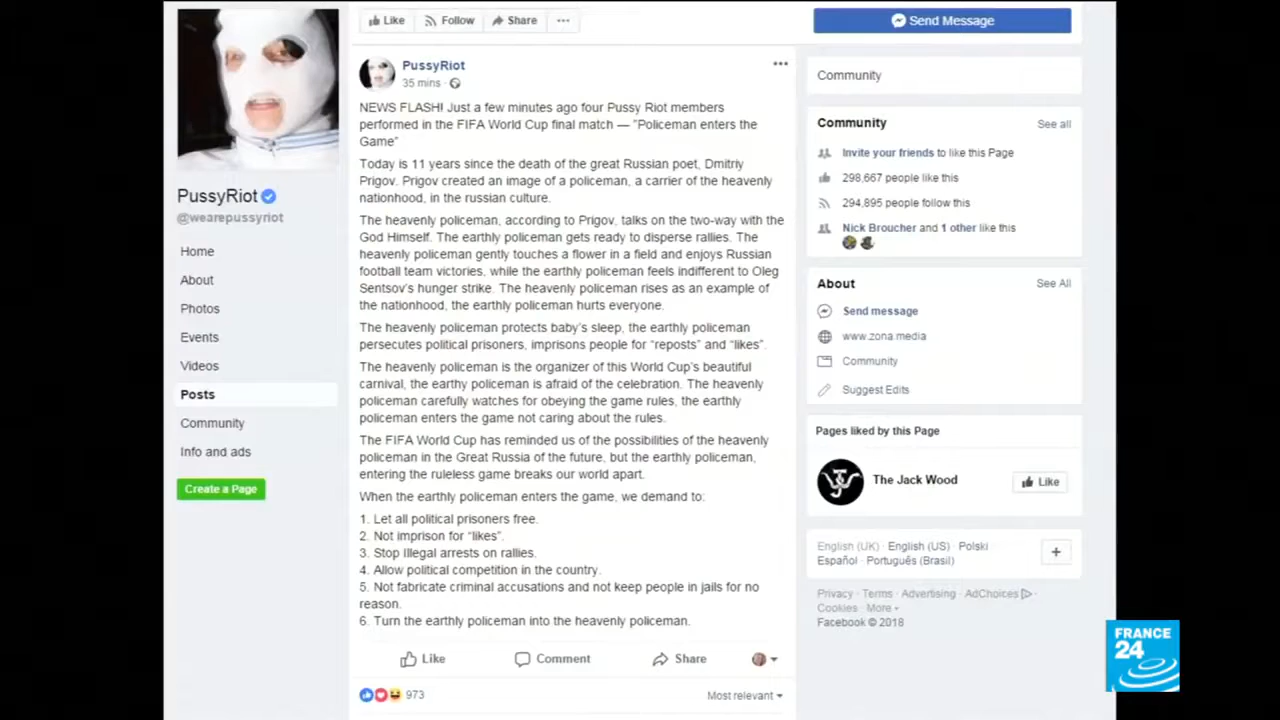 Like
Follow
Share
Send Message
PussyRiot
35 mins ·
NEWS FLASH! Just a few minutes ago four Pussy Riot members
performed in the FIFA World Cup final match — "Policeman enters the
Game"
Today is 11 years since the death of the great Russian poet, Dmitriy
Prigov. Prigov created an image of a policeman, a carrier of the heavenly
nationhood, in the russian culture.
The heavenly policeman, according to Prigov, talks on the two-way with the
God Himself. The earthly policeman gets ready to disperse rallies. The
heavenly policeman gently touches a flower in a field and enjoys Russian
football team victories, while the earthly policeman feels indifferent to Oleg
Sentsov's hunger strike. The heavenly policeman rises as an example of
the nationhood, the earthly policeman hurts everyone.
The heavenly policeman protects baby's sleep, the earthly policeman
persecutes political prisoners, imprisons people for "reposts" and "likes".
The heavenly policeman is the organizer of this World Cup's beautiful
carnival, the earthy policeman is afraid of the celebration. The heavenly
policeman carefully watches for obeying the game rules, the earthly
policeman enters the game not caring about the rules.
The FIFA World Cup has reminded us of the possibilities of the heavenly
policeman in the Great Russia of the future, but the earthly policeman,
entering the ruleless game breaks our world apart.
When the earthly policeman enters the game, we demand to:
1. Let all political prisoners free.
2. Not imprison for "likes".
3. Stop Illegal arrests on rallies.
4. Allow political competition in the country.
5. Not fabricate criminal accusations and not keep people in jails for no
reason.
6. Turn the earthly policeman into the heavenly policeman.
Like
Comment
Share
973
Most relevant
PussyRiot
@wearepussyriot
Home
About
Photos
Events
Videos
Posts
Community
Info and ads
Create a Page
Community
Community
See all
Invite your friends to like this Page
298,667 people like this
294,895 people follow this
Nick Broucher and 1 other like this
About
See All
Send message
www.zona.media
Community
Suggest Edits
Pages liked by this Page
The Jack Wood
Like
English (UK) · English (US) · Polski
Español · Português (Brasil)
Privacy · Terms · Advertising · AdChoices ·
Cookies · More
Facebook © 2018
FRANCE
24